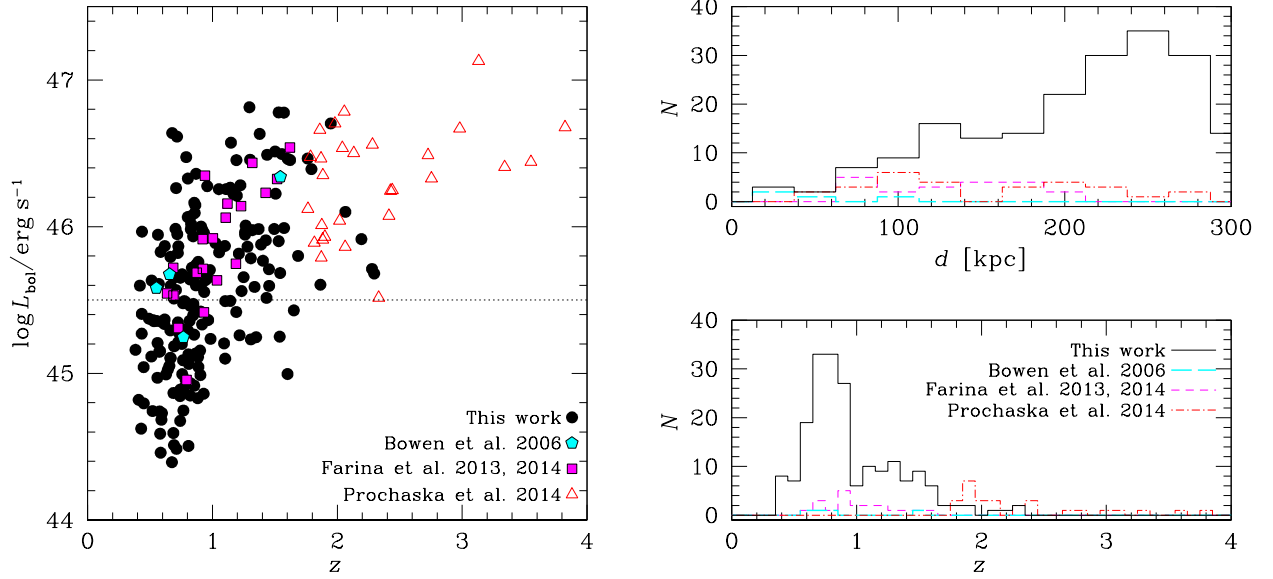 log L_bol/erg s⁻¹
47
46
45
44
0 1 2 3 4
z
This work
Bowen et al. 2006
Farina et al. 2013, 2014
Prochaska et al. 2014
N
40
30
20
10
0
0 100 200 300
d [kpc]
N
40
30
20
10
0
This work
Bowen et al. 2006
Farina et al. 2013, 2014
Prochaska et al. 2014
0 1 2 3 4
z